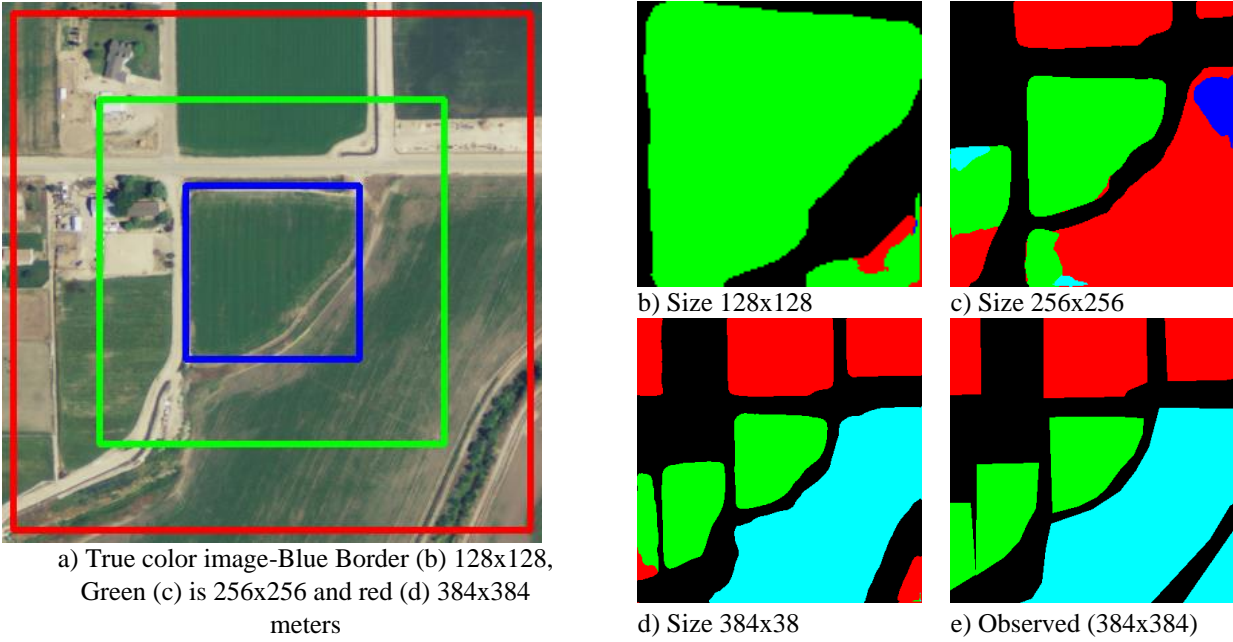 b) Size 128x128
c) Size 256x256
a) True color image-Blue Border (b) 128x128,
Green (c) is 256x256 and red (d) 384x384
meters
d) Size 384x38
e) Observed (384x384)